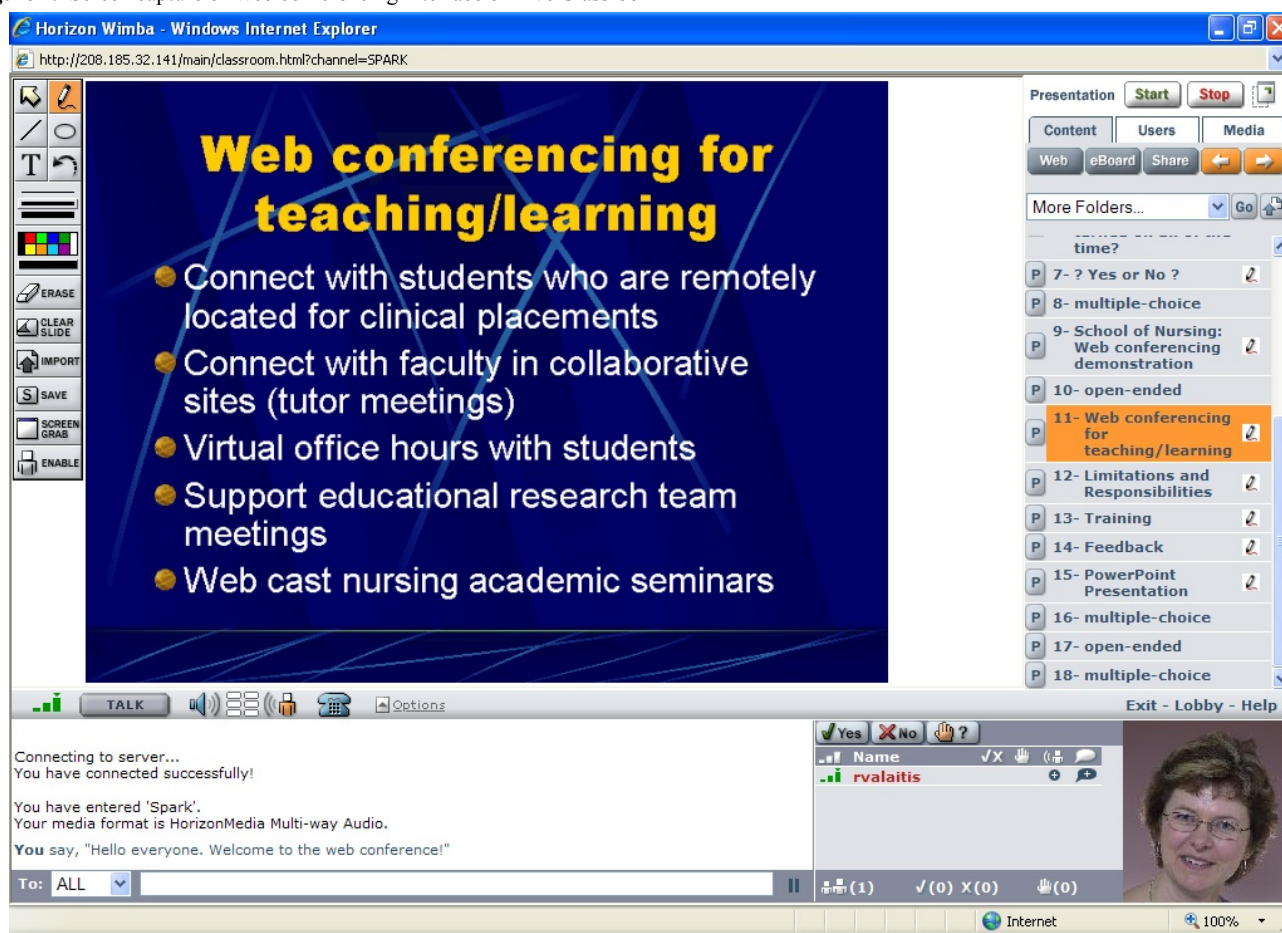 Horizon Wimba - Windows Internet Explorer
http://208.185.32.141/main/classroom.html?channel=SPARK
T
ERASE
CLEAR
SLIDE
IMPORT
S SAVE
SCREEN
GRAB
ENABLE
Web conferencing for
teaching/learning
Connect with students who are remotely
located for clinical placements
Connect with faculty in collaborative
sites (tutor meetings)
Virtual office hours with students
Support educational research team
meetings
Web cast nursing academic seminars
Presentation Start Stop
Content Users Media
Web eBoard Share
More Folders... Go
time?
P 7- ? Yes or No ?
P 8- multiple-choice
9- School of Nursing:
P Web conferencing
demonstration
P 10- open-ended
11- Web conferencing
P for
teaching/learning
P 12- Limitations and
Responsibilities
P 13- Training
P 14- Feedback
P 15- PowerPoint
Presentation
P 16- multiple-choice
P 17- open-ended
P 18- multiple-choice
TALK Options Exit - Lobby - Help
Connecting to server...
You have connected successfully!
You have entered 'Spark'.
Your media format is HorizonMedia Multi-way Audio.
You say, "Hello everyone. Welcome to the web conference!"
To: ALL
Yes No ?
Name √X
rvalaitis
(1) √(0) X(0) (0)
Internet 100%